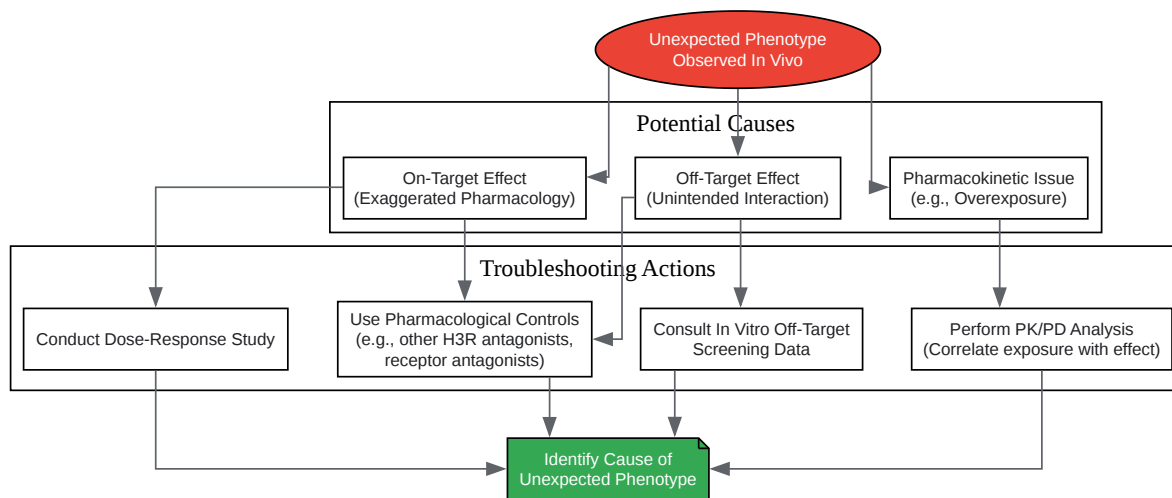 Unexpected Phenotype
Observed In Vivo
Potential Causes
On-Target Effect
(Exaggerated Pharmacology)
Off-Target Effect
(Unintended Interaction)
Pharmacokinetic Issue
(e.g., Overexposure)
Troubleshooting Actions
Conduct Dose-Response Study
Use Pharmacological Controls
(e.g., other H3R antagonists,
receptor antagonists)
Consult In Vitro Off-Target
Screening Data
Perform PK/PD Analysis
(Correlate exposure with effect)
Identify Cause of
Unexpected Phenotype